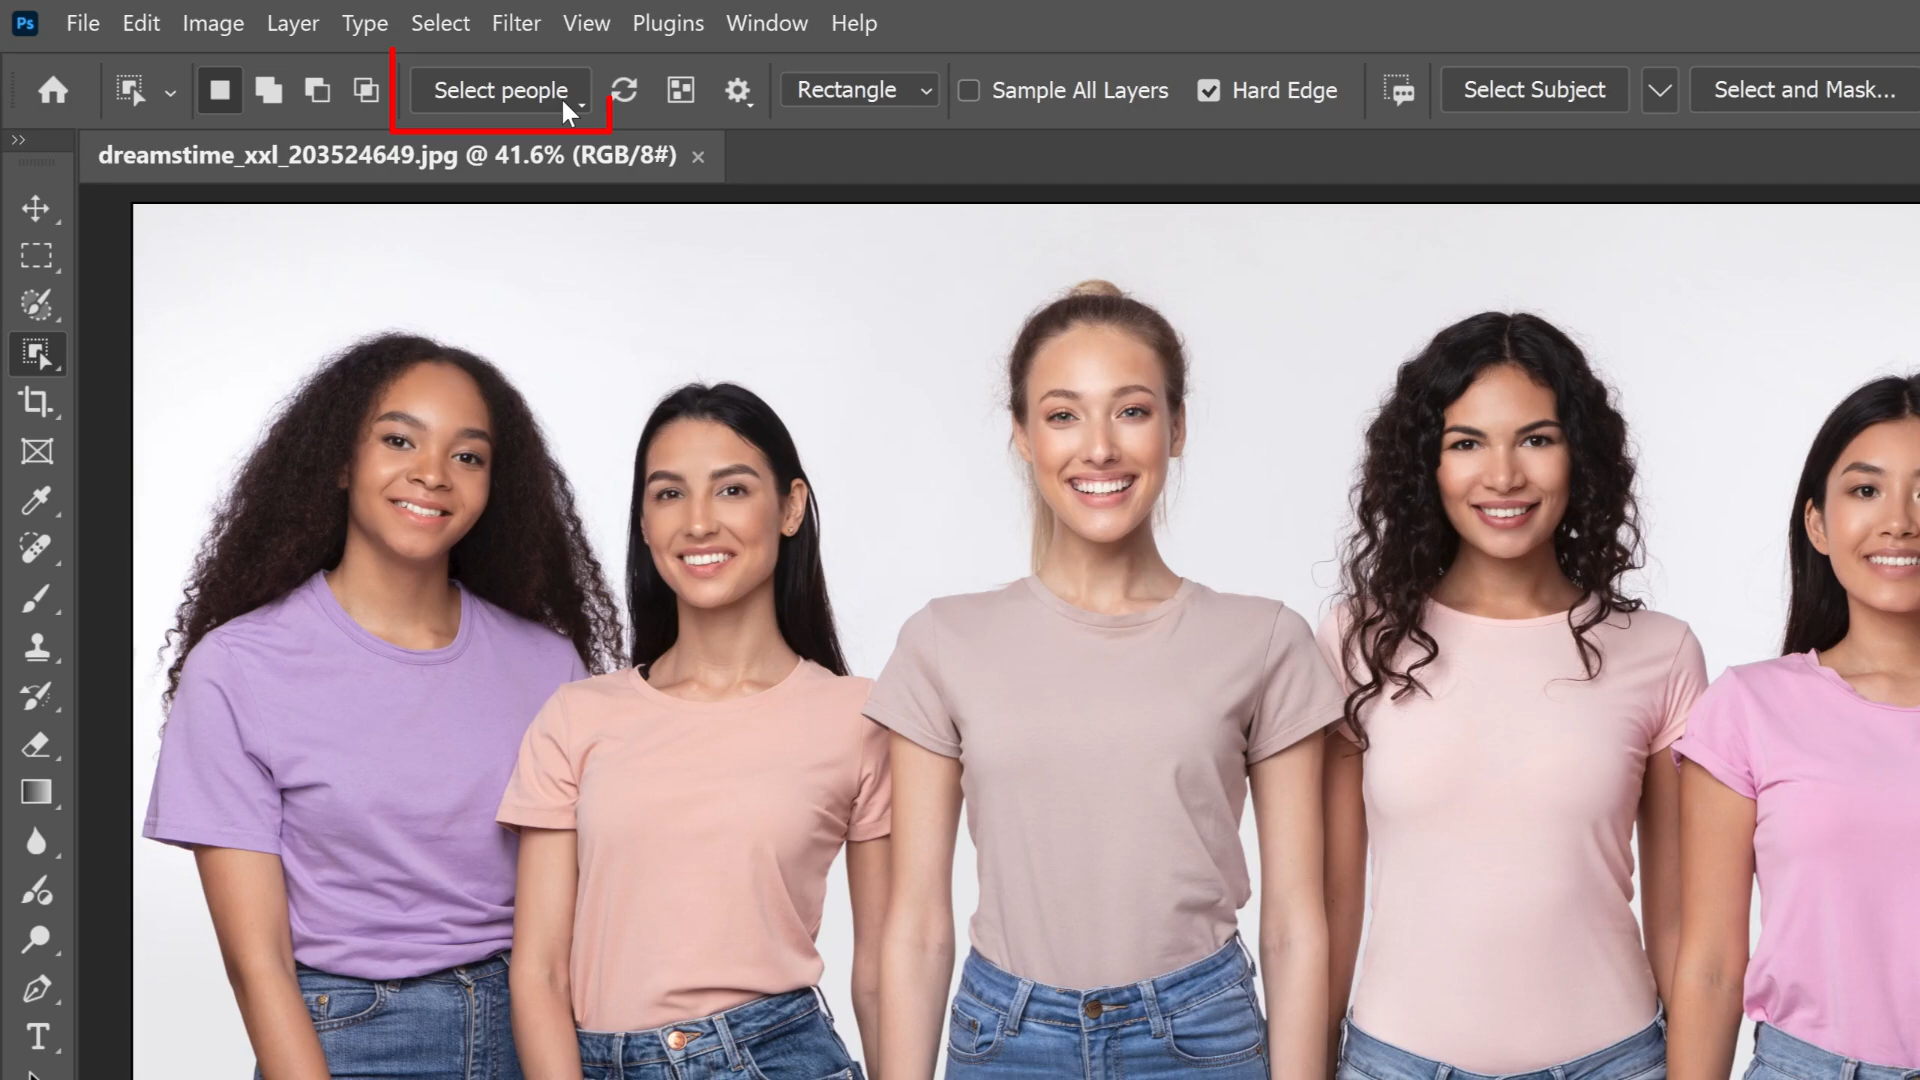 Ps File Edit Image Layer Type Select Filter View Plugins Window Help
Select people Rectangle Sample All Layers Hard Edge Select Subject Select and Mask...
dreamstime_xxl_203524649.jpg @ 41.6% (RGB/8#) ×
T